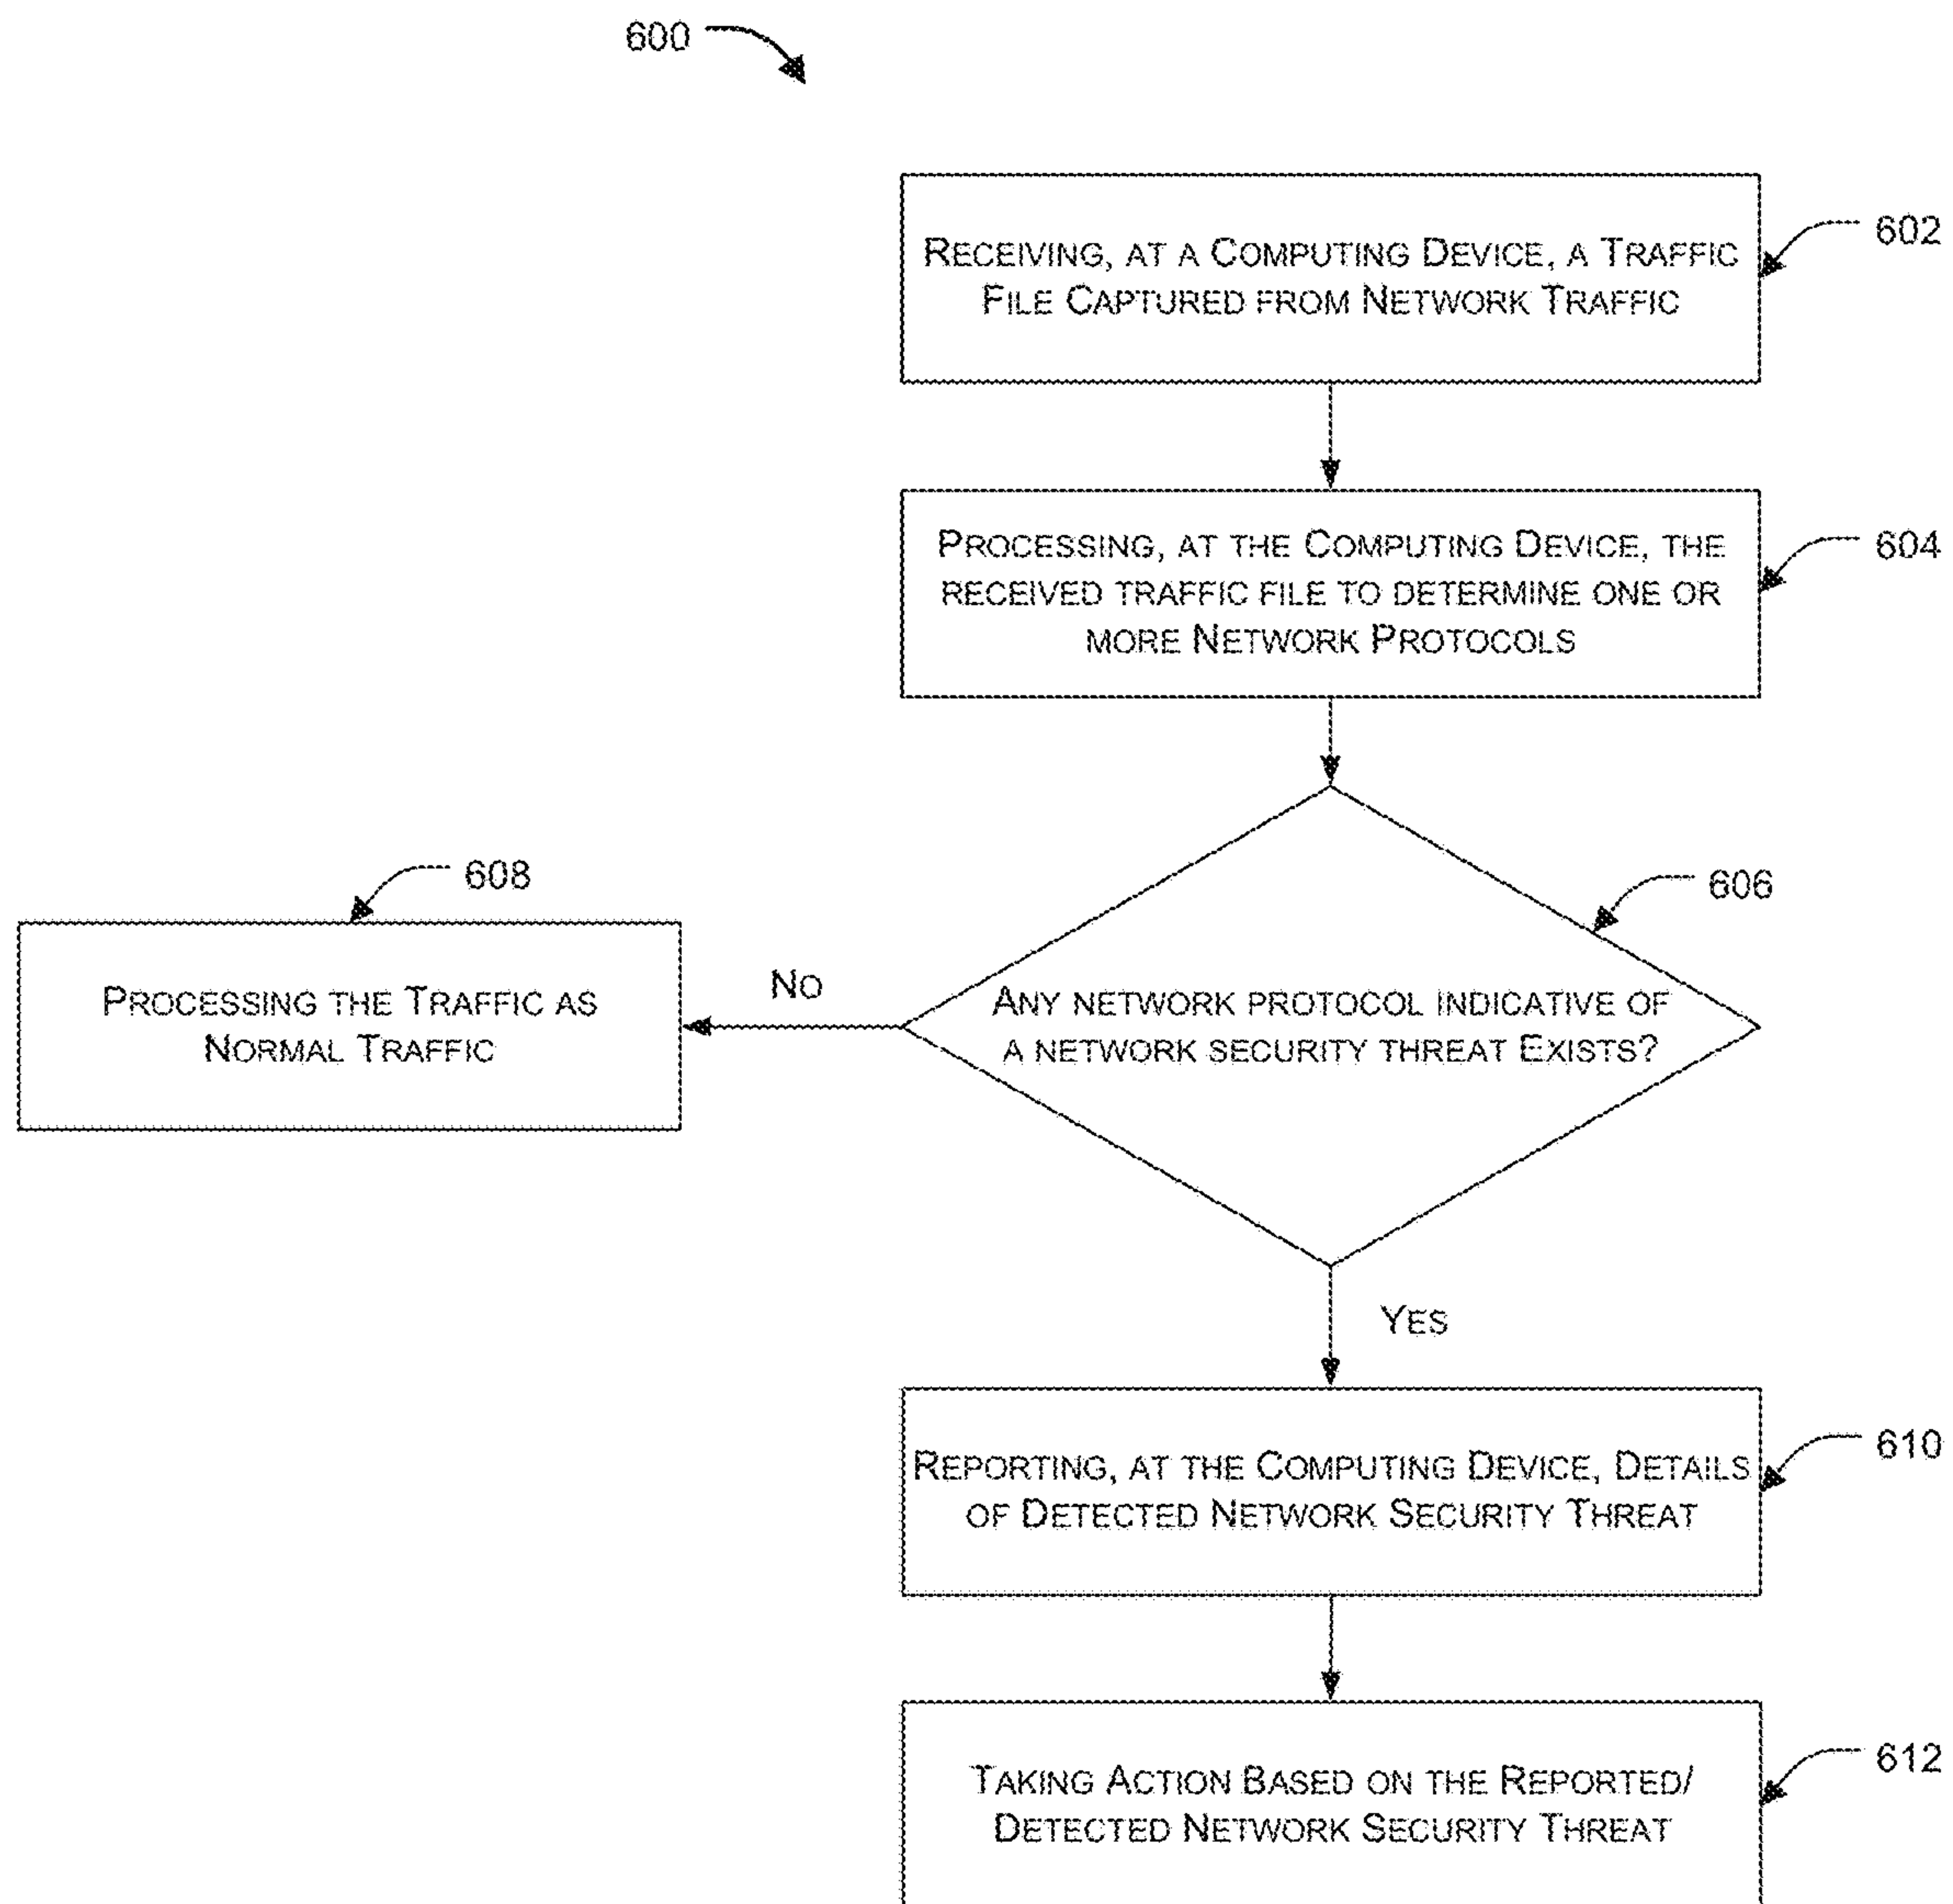 600
RECEIVING, AT A COMPUTING DEVICE, A TRAFFIC
FILE CAPTURED FROM NETWORK TRAFFIC
602
PROCESSING, AT THE COMPUTING DEVICE, THE
RECEIVED TRAFFIC FILE TO DETERMINE ONE OR
MORE NETWORK PROTOCOLS
604
608
PROCESSING THE TRAFFIC AS
NORMAL TRAFFIC
NO
606
ANY NETWORK PROTOCOL INDICATIVE OF
A NETWORK SECURITY THREAT EXISTS?
YES
REPORTING, AT THE COMPUTING DEVICE, DETAILS
OF DETECTED NETWORK SECURITY THREAT
610
TAKING ACTION BASED ON THE REPORTED/
DETECTED NETWORK SECURITY THREAT
612